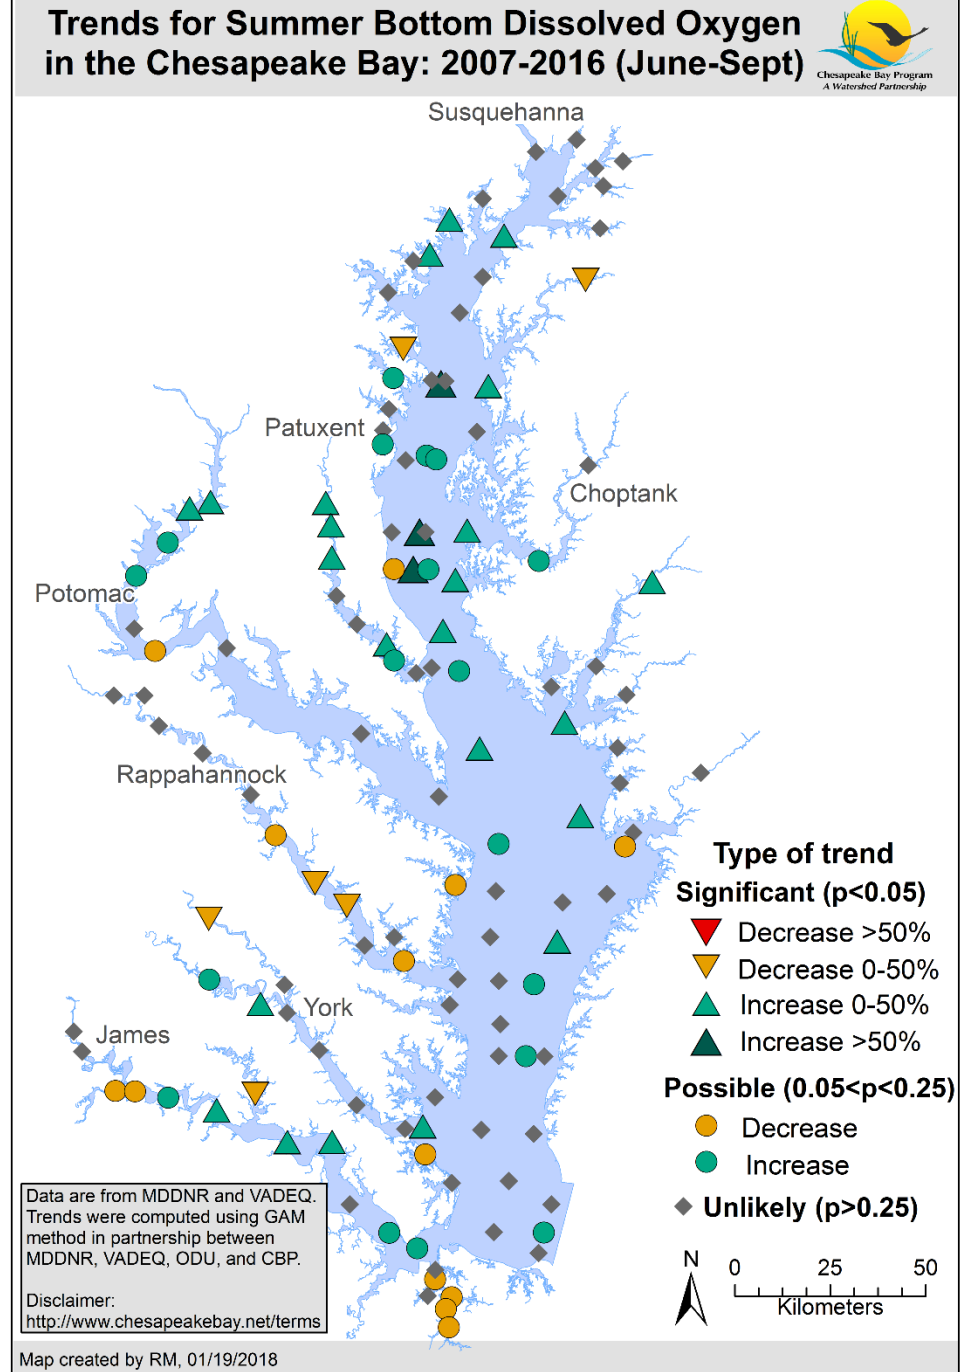 Trends for Summer Bottom Dissolved Oxygen
in the Chesapeake Bay: 2007-2016 (June-Sept)
Chesapeake Bay Program
A Watershed Partnership
Susquehanna
Patuxent
Choptank
Potomac
Rappahannock
York
James
Type of trend
Significant (p<0.05)
Decrease >50%
Decrease 0-50%
Increase 0-50%
Increase >50%
Possible (0.05<p<0.25)
Decrease
Increase
Unlikely (p>0.25)
Data are from MDDNR and VADEQ.
Trends were computed using GAM
method in partnership between
MDDNR, VADEQ, ODU, and CBP.
Disclaimer:
http://www.chesapeakebay.net/terms
N
0 25 50
Kilometers
Map created by RM, 01/19/2018